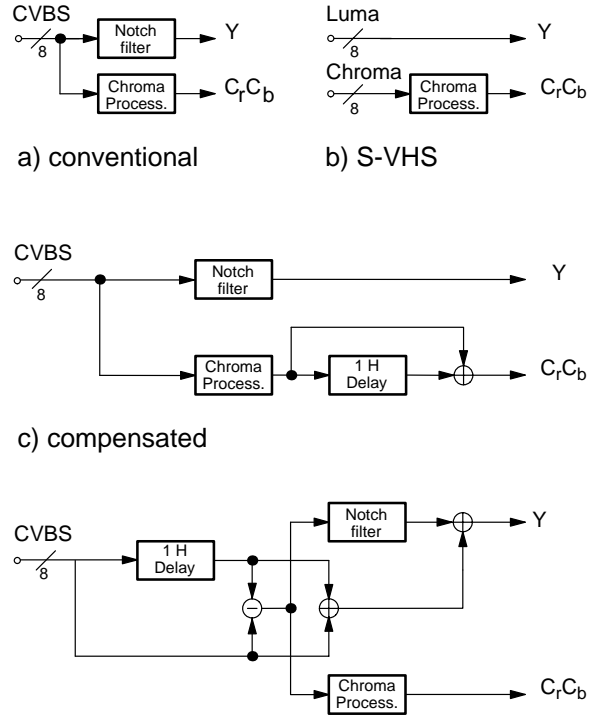 CVBS
8
Notch
filter
Y
Chroma
Process.
CrCb
a) conventional
Luma
8
Y
Chroma
8
Chroma
Process.
CrCb
b) S-VHS
CVBS
8
Notch
filter
Y
Chroma
Process.
1 H
Delay
CrCb
c) compensated
CVBS
8
1 H
Delay
Notch
filter
Y
Chroma
Process.
CrCb